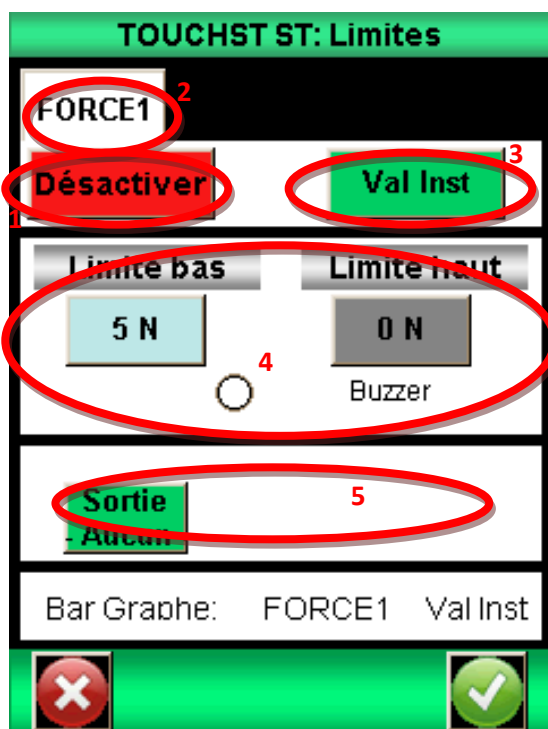 TOUCHST ST: Limites
FORCE1 2
1 Désactiver Val Inst 3
Limite bas Limite haut
5 N 0 N
4
Buzzer
Sortie 5
- Aucun
Bar Graphe: FORCE1 Val Inst